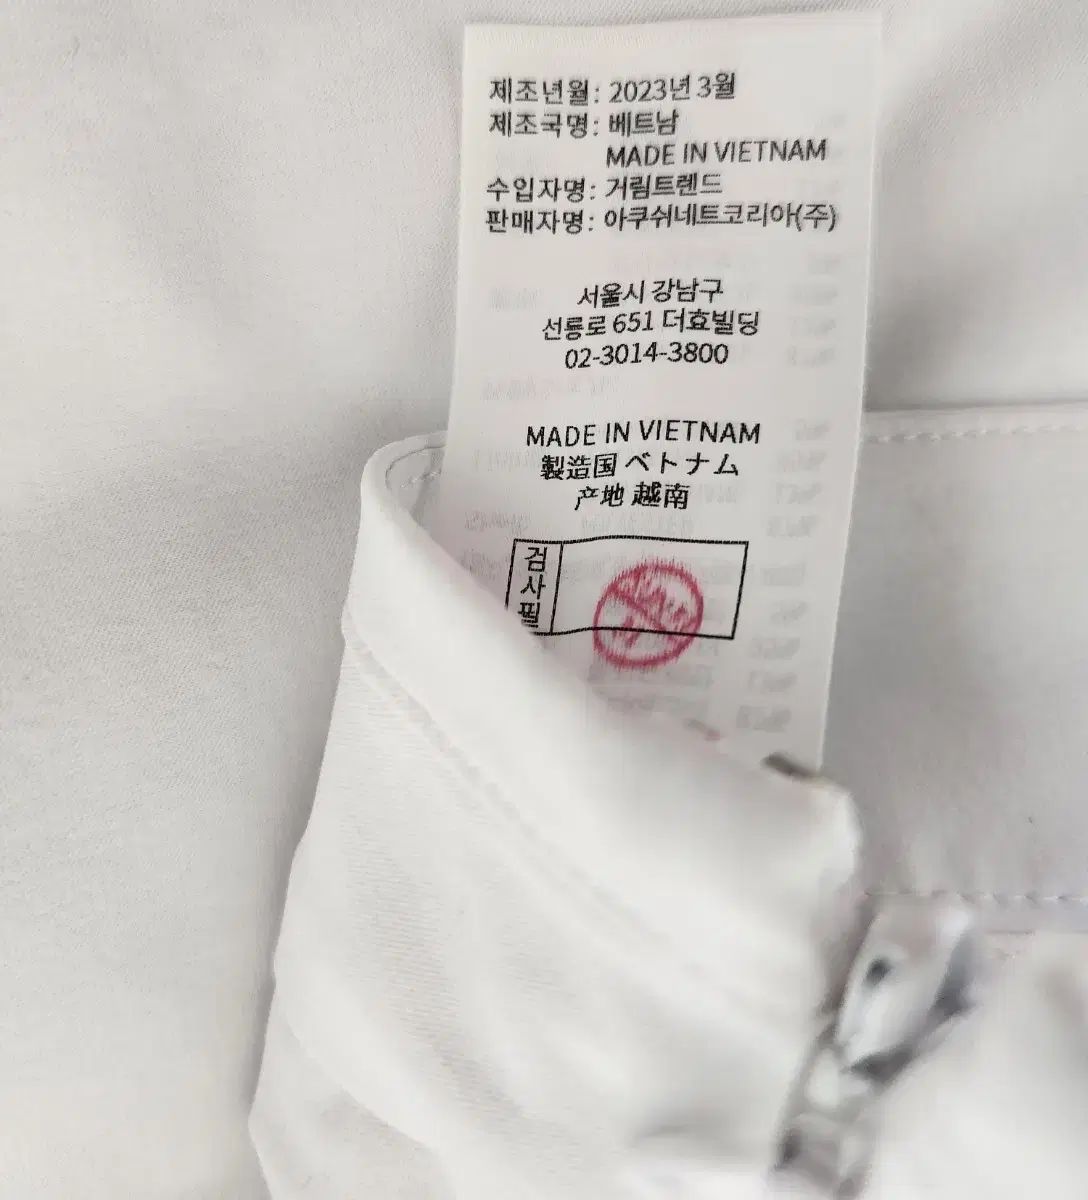 제조년월: 2023년 3월
제조국명: 베트남
MADE IN VIETNAM
수입자명: 거림트렌드
판매자명: 아쿠쉬네트코리아(주)
서울시 강남구
선릉로 651 더효빌딩
02-3014-3800
MADE IN VIETNAM
製造国 ベトナム
产地 越南
검사필